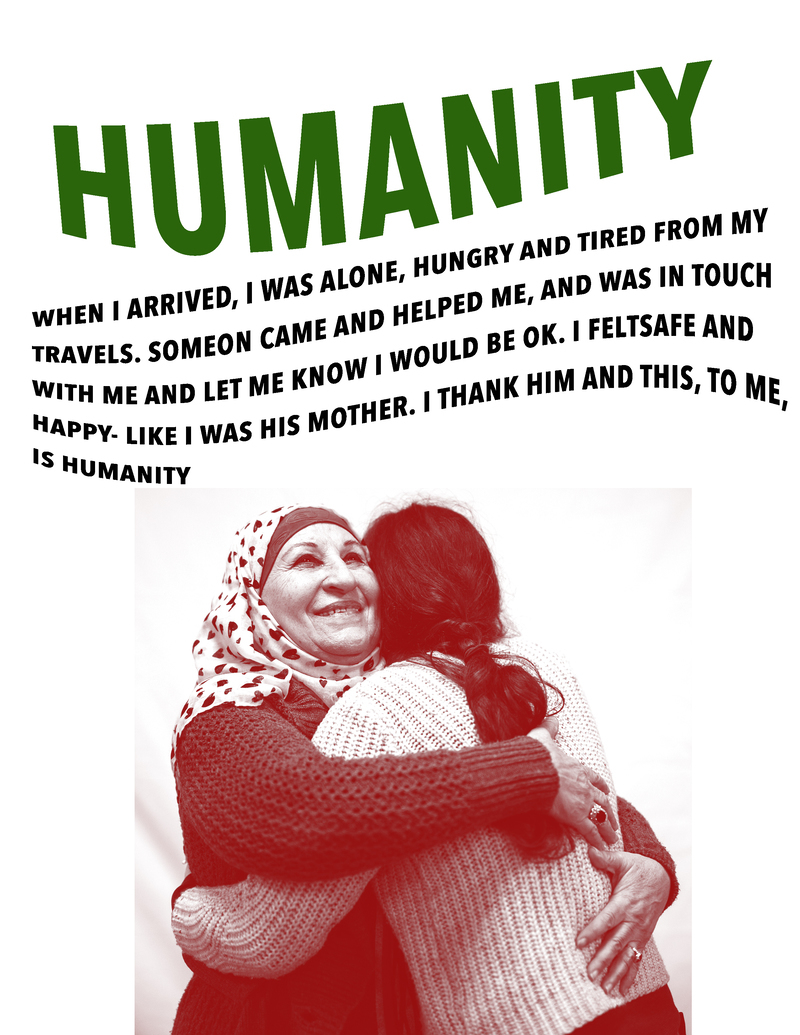 HUMANITY
WHEN I ARRIVED, I WAS ALONE, HUNGRY AND TIRED FROM MY
TRAVELS. SOMEON CAME AND HELPED ME, AND WAS IN TOUCH
WITH ME AND LET ME KNOW I WOULD BE OK. I FELTSAFE AND
HAPPY- LIKE I WAS HIS MOTHER. I THANK HIM AND THIS, TO ME,
IS HUMANITY